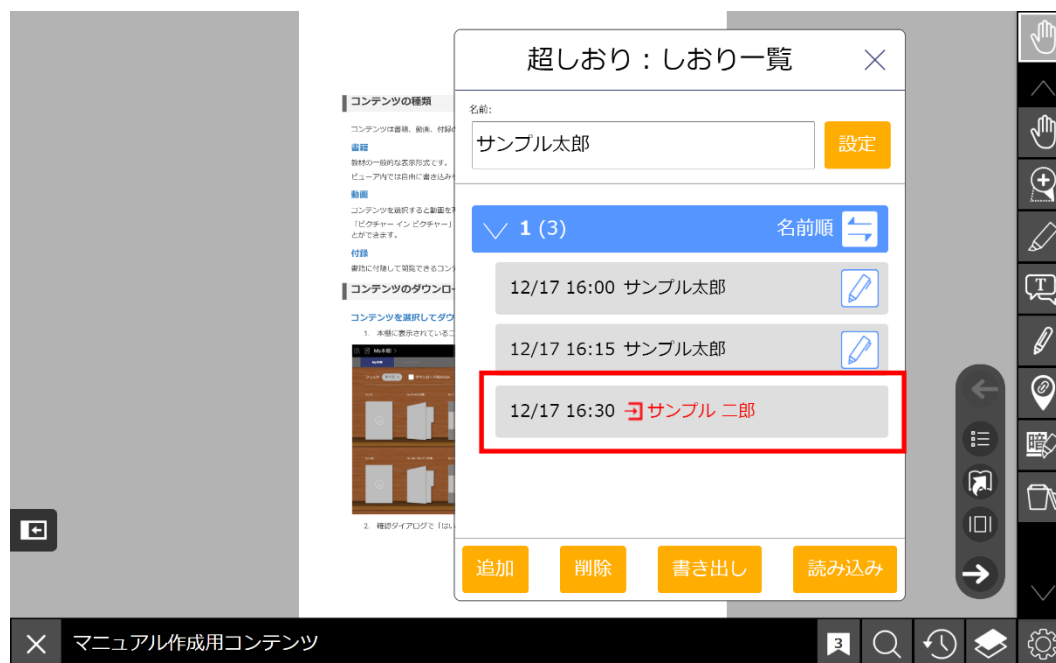 超しおり：しおり一覧
名前:
サンプル太郎
設定
1 (3)
名前順
12/17 16:00 サンプル太郎
12/17 16:15 サンプル太郎
12/17 16:30 サンプル 二郎
追加
削除
書き出し
読み込み
コンテンツの種類
コンテンツは書籍、動画、付録の
書籍
教材の一般的な表示形式です。
ビューア内では自由に書き込みや
動画
コンテンツを選択すると動画を再
「ピクチャー イン ピクチャー」
とができます。
付録
書籍に付随して閲覧できるコンテ
コンテンツのダウンロー
コンテンツを選択してダウ
1. 本棚に表示されているコ
My本棚
2. 確認ダイアログで「はい
T
暗
マニュアル作成用コンテンツ
3